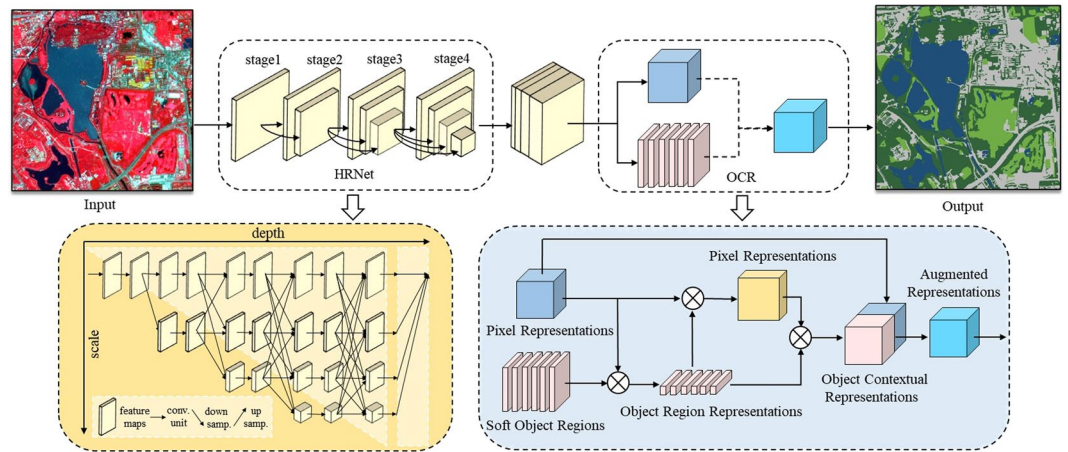 stage1
stage2
stage3
stage4
HRNet
OCR
Input
Output
depth
scale
feature
maps
conv.
unit
down
samp.
up
samp.
Pixel Representations
Pixel Representations
Augmented
Representations
Soft Object Regions
Object Region Representations
Object Contextual
Representations